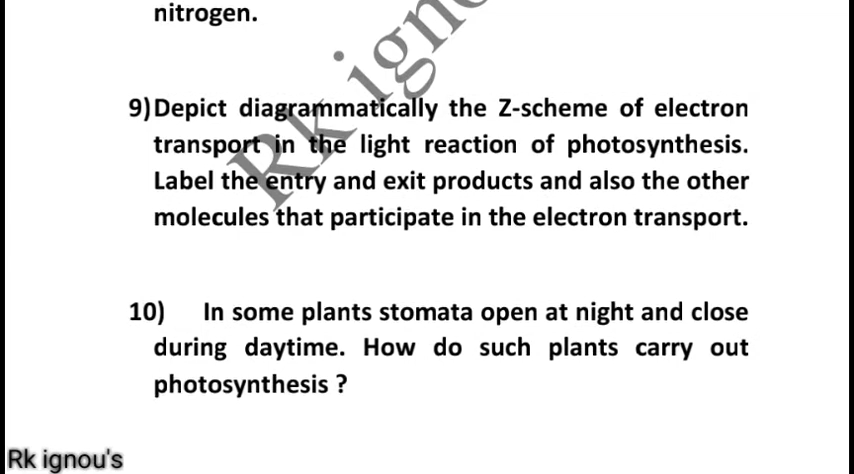 nitrogen.
9)Depict diagrammatically the Z-scheme of electron
transport in the light reaction of photosynthesis.
Label the entry and exit products and also the other
molecules that participate in the electron transport.
10) In some plants stomata open at night and close
during daytime. How do such plants carry out
photosynthesis ?
Rk ignou's